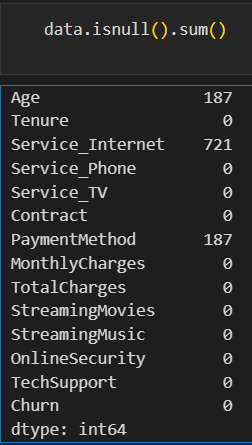 data.isnull().sum()
Age 187
Tenure 0
Service_Internet 721
Service_Phone 0
Service_TV 0
Contract 0
PaymentMethod 187
MonthlyCharges 0
TotalCharges 0
StreamingMovies 0
StreamingMusic 0
OnlineSecurity 0
TechSupport 0
Churn 0
dtype: int64